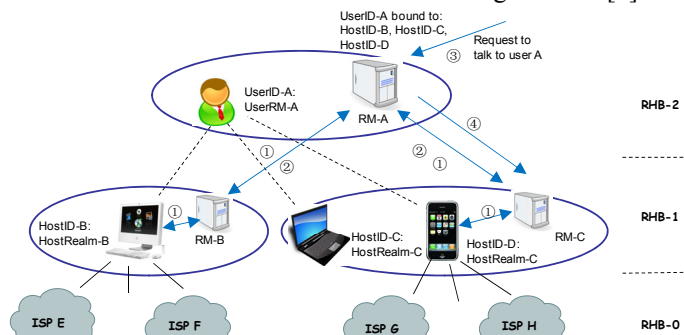 [4]
UserID-A bound to:
HostID-B, HostID-C,
HostID-D
③
Request to
talk to user A
UserID-A:
UserRM-A
RM-A
RHB-2
①
②
②
①
④
HostID-B:
HostRealm-B
①
RM-B
HostID-C:
HostRealm-C
①
HostID-D:
HostRealm-C
RM-C
RHB-1
ISP E
ISP F
ISP G
ISP H
RHB-0